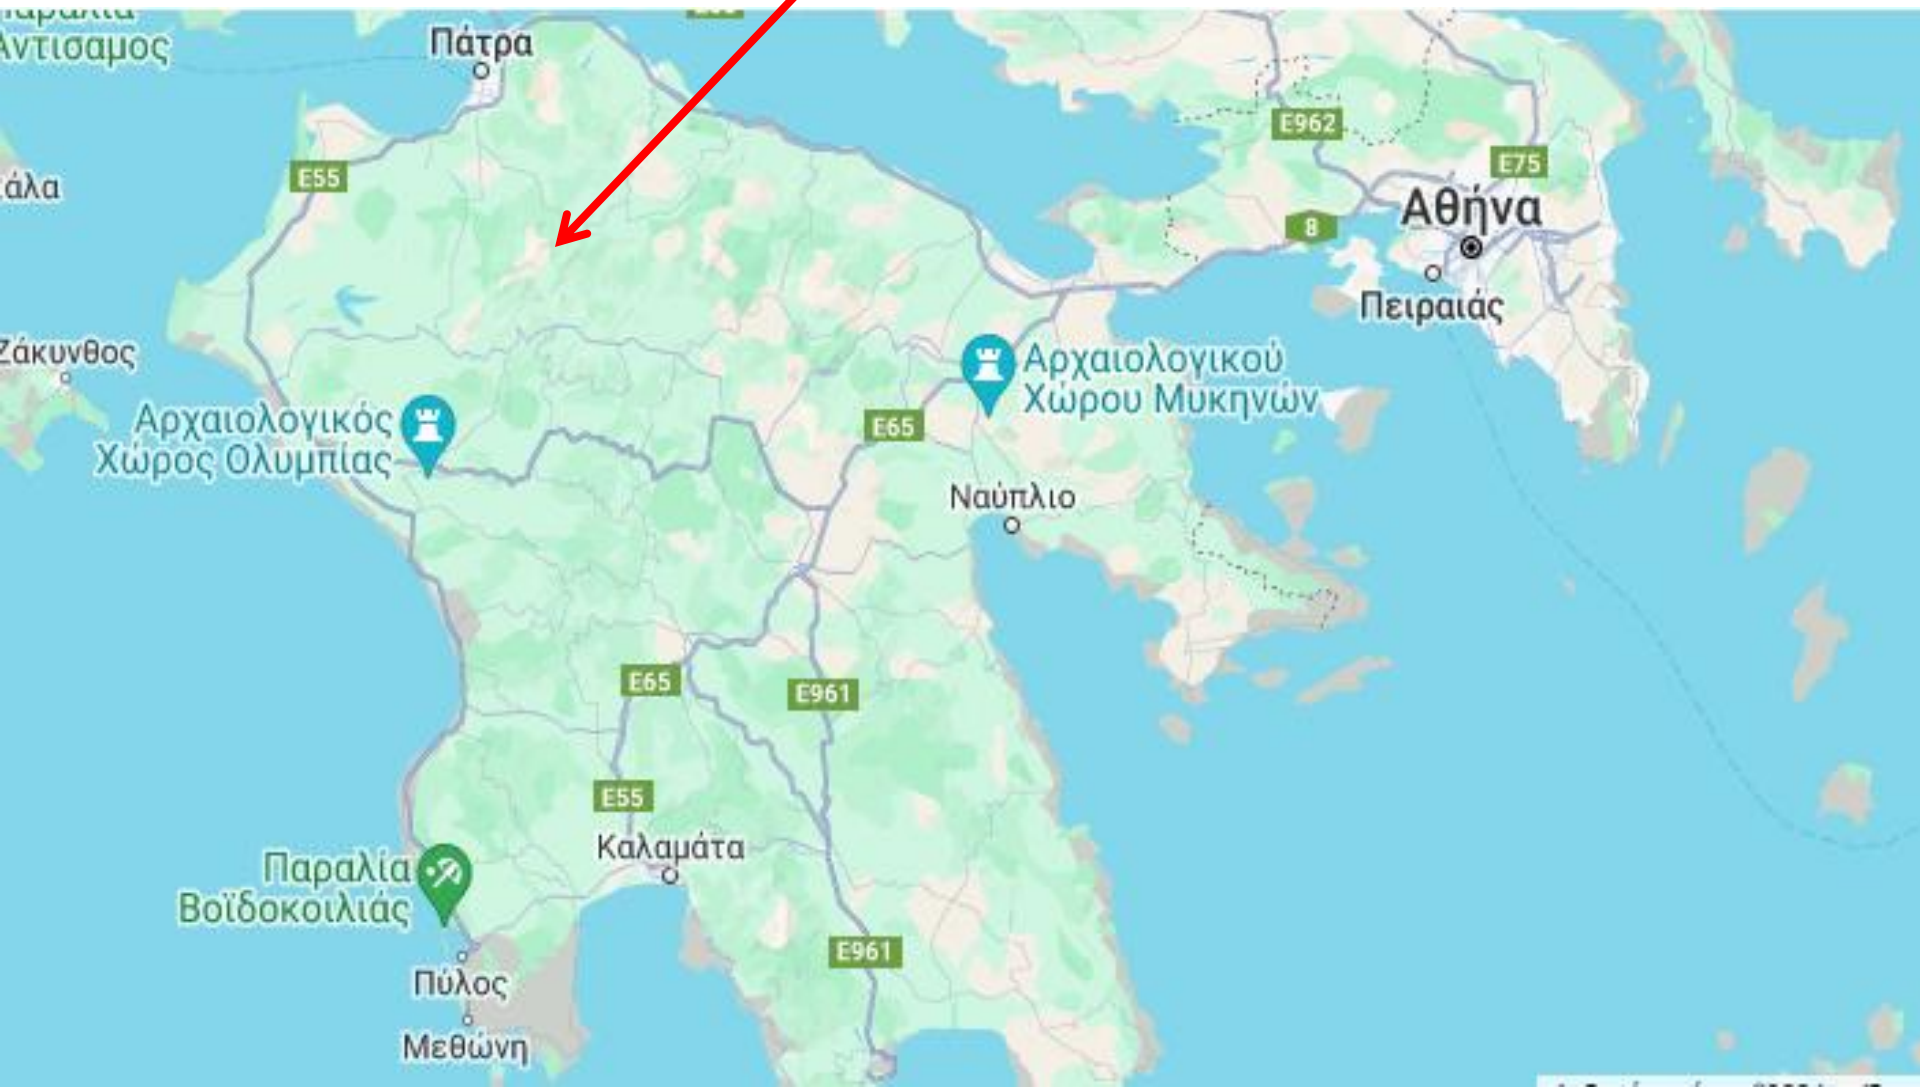 Αντισαμος
Πάτρα
E962
E55
E75
άλα
Αθήνα
8
Πειραιάς
Ζάκυνθος
Αρχαιολογικού
Χώρου Μυκηνών
Αρχαιολογικός
Χώρος Ολυμπίας
E65
Ναύπλιο
E65
E961
E55
Καλαμάτα
Παραλία
Βοϊδοκοιλιάς
E961
Πύλος
Μεθώνη